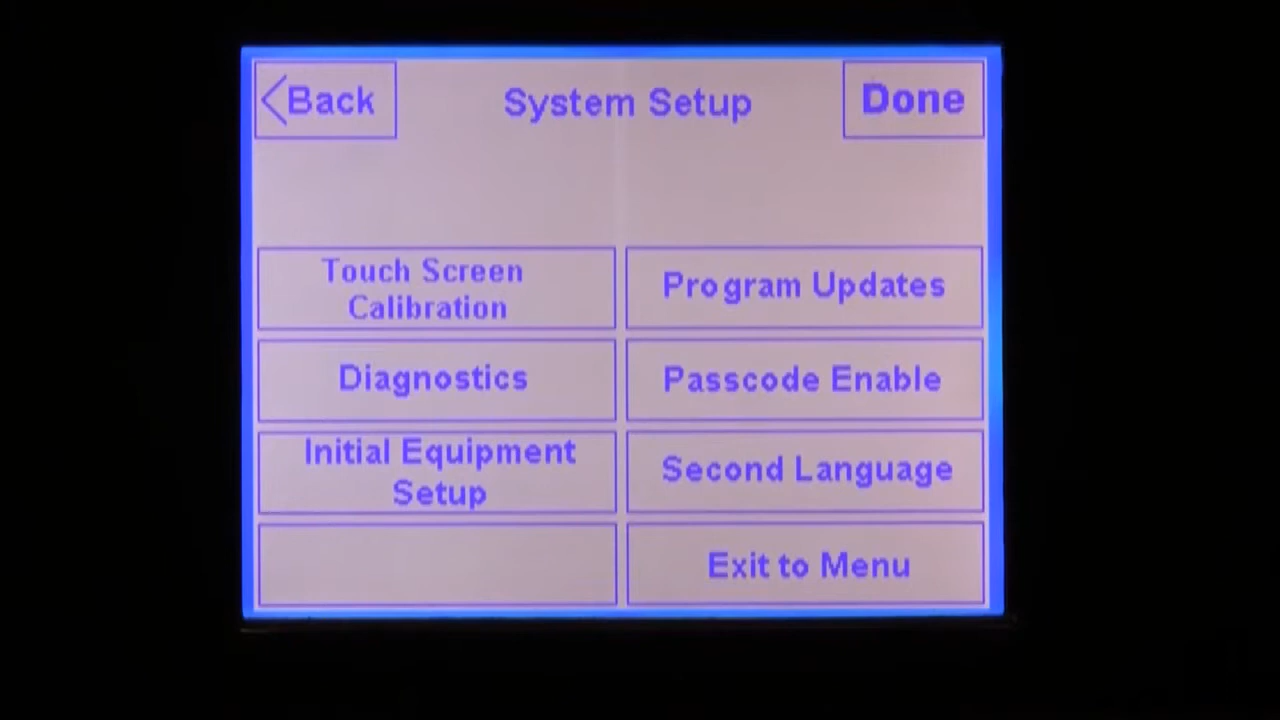 Back
System Setup
Done
Touch Screen
Calibration
Program Updates
Diagnostics
Passcode Enable
Initial Equipment
Setup
Second Language
Exit to Menu